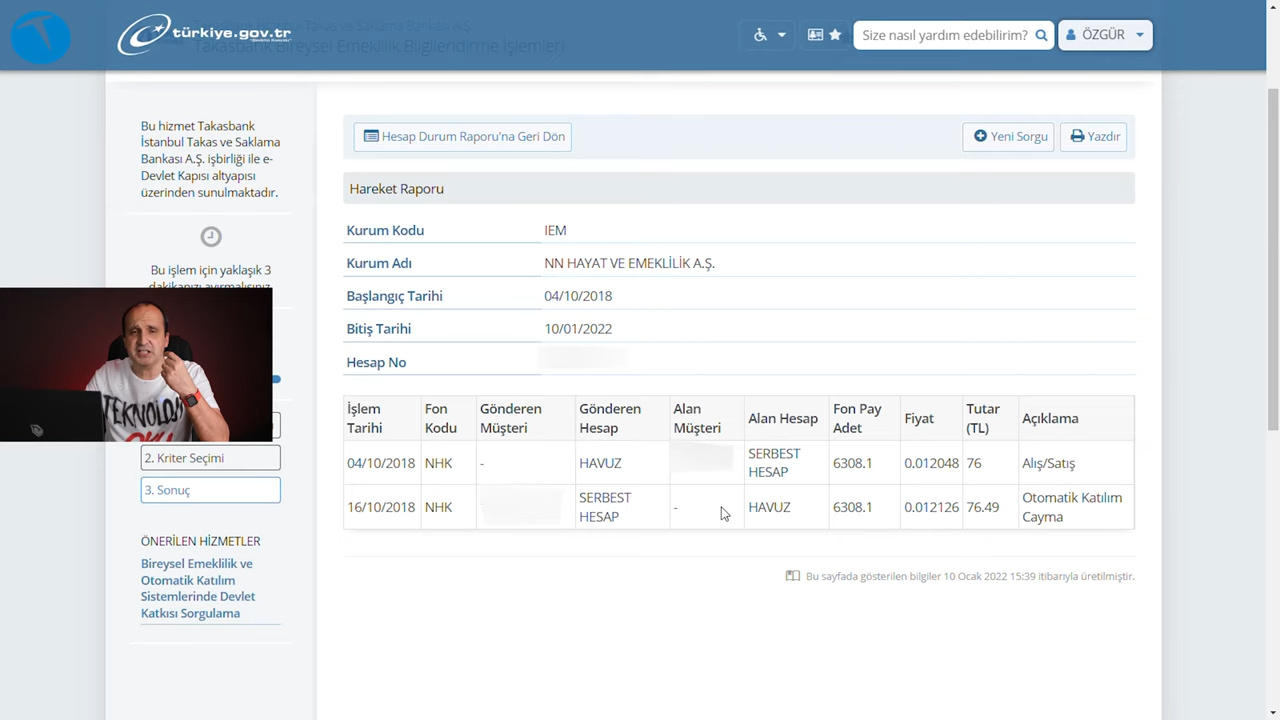 türkiye.gov.tr
Takasbank Bireysel Emeklilik Bilgilendirme İşlemleri
Size nasıl yardım edebilirim?
ÖZGÜR
Bu hizmet Takasbank
İstanbul Takas ve Saklama
Bankası A.Ş. işbirliği ile e-
Devlet Kapısı altyapısı
üzerinden sunulmaktadır.
Bu işlem için yaklaşık 3
dakikanızı ayırmalısınız
2. Kriter Seçimi
3. Sonuç
ÖNERİLEN HİZMETLER
Bireysel Emeklilik ve
Otomatik Katılım
Sistemlerinde Devlet
Katkısı Sorgulama
Hesap Durum Raporu'na Geri Dön
Yeni Sorgu
Yazdır
Hareket Raporu
Kurum Kodu IEM
Kurum Adı NN HAYAT VE EMEKLİLİK A.Ş.
Başlangıç Tarihi 04/10/2018
Bitiş Tarihi 10/01/2022
Hesap No
İşlem Tarihi Fon Kodu Gönderen Müşteri Gönderen Hesap Alan Müşteri Alan Hesap Fon Pay Adet Fiyat Tutar (TL) Açıklama
04/10/2018 NHK - HAVUZ SERBEST HESAP 6308.1 0.012048 76 Alış/Satış
16/10/2018 NHK SERBEST HESAP - HAVUZ 6308.1 0.012126 76.49 Otomatik Katılım Cayma
Bu sayfada gösterilen bilgiler 10 Ocak 2022 15:39 itibarıyla üretilmiştir.